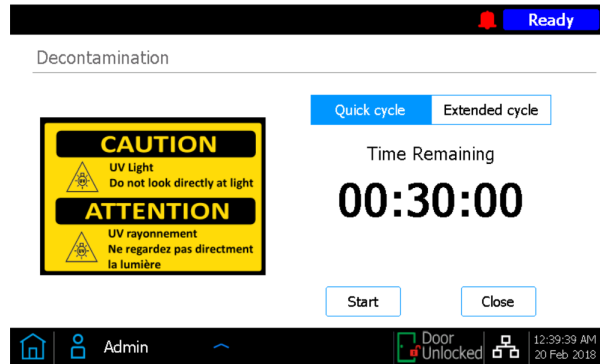 Ready
Decontamination
CAUTION
UV Light
Do not look directly at light
ATTENTION
UV rayonnement
Ne regardez pas directment
la lumière
Quick cycle
Extended cycle
Time Remaining
00:30:00
Start
Close
Admin
Door
Unlocked
12:39:39 AM
20 Feb 2018